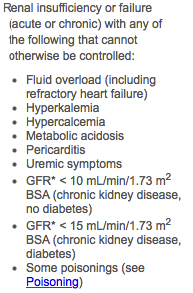 Renal insufficiency or failure
(acute or chronic) with any of
the following that cannot
otherwise be controlled:
• Fluid overload (including
refractory heart failure)
• Hyperkalemia
• Hypercalcemia
• Metabolic acidosis
• Pericarditis
• Uremic symptoms
• GFR* < 10 mL/min/1.73 m²
BSA (chronic kidney disease,
no diabetes)
• GFR* < 15 mL/min/1.73 m²
BSA (chronic kidney disease,
diabetes)
• Some poisonings (see
Poisoning)